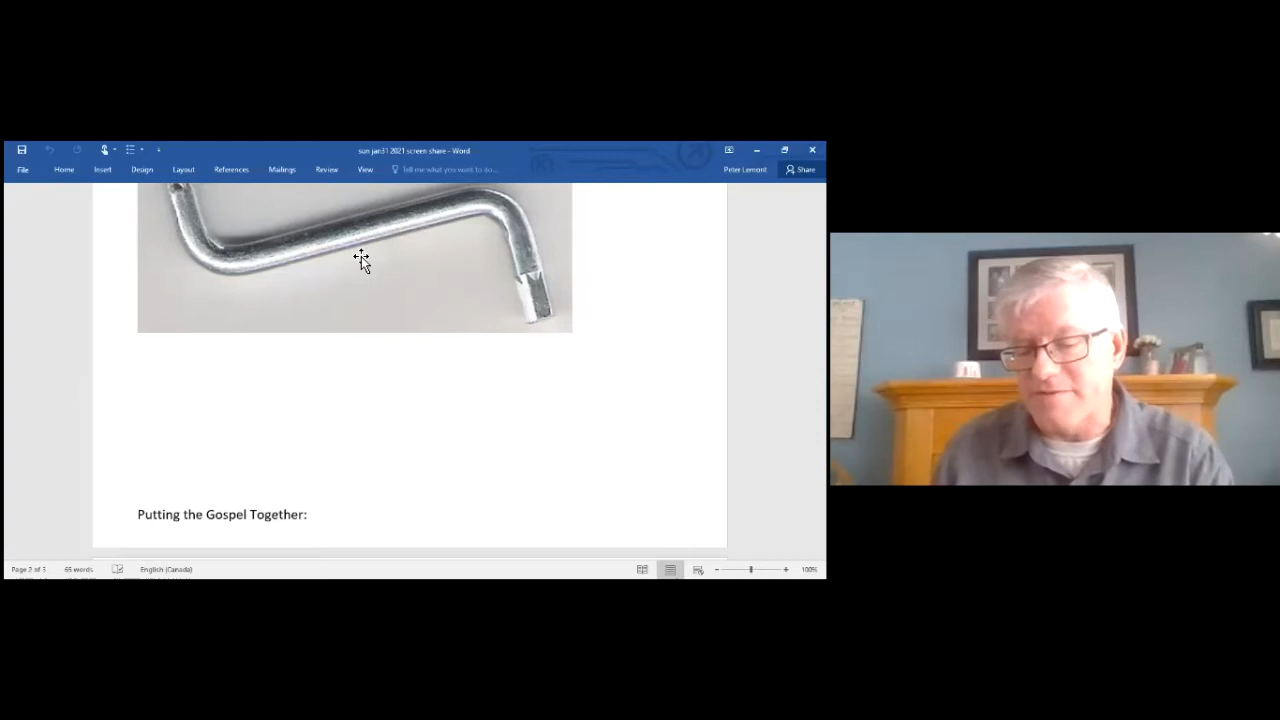 sun jan31 2021 screen share - Word
File Home Insert Design Layout References Mailings Review View Tell me what you want to do... Peter Lemont Share
Putting the Gospel Together:
Page 2 of 3 65 words English (Canada) 100%